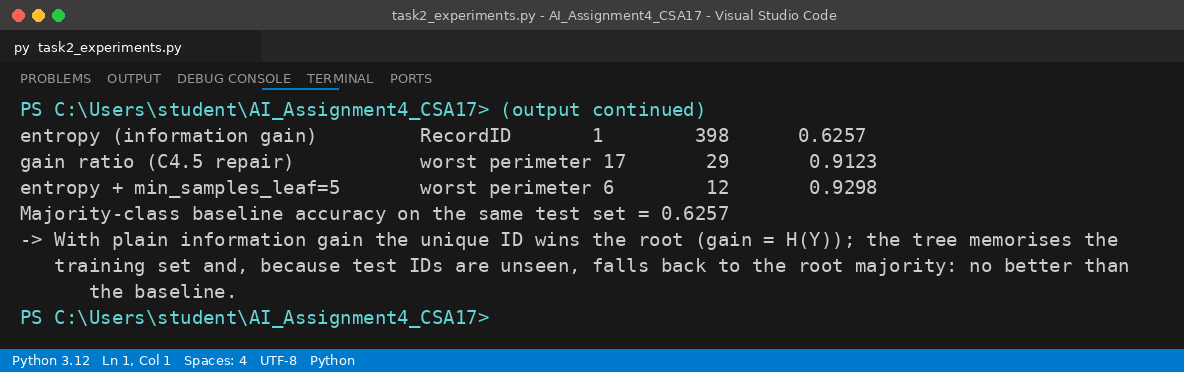 task2_experiments.py - AI_Assignment4_CSA17 - Visual Studio Code
py task2_experiments.py
PROBLEMS OUTPUT DEBUG CONSOLE TERMINAL PORTS
PS C:\Users\student\AI_Assignment4_CSA17> (output continued)
entropy (information gain)         RecordID       1        398      0.6257
gain ratio (C4.5 repair)           worst perimeter 17       29       0.9123
entropy + min_samples_leaf=5       worst perimeter 6        12       0.9298
Majority-class baseline accuracy on the same test set = 0.6257
-> With plain information gain the unique ID wins the root (gain = H(Y)); the tree memorises the
   training set and, because test IDs are unseen, falls back to the root majority: no better than
      the baseline.
PS C:\Users\student\AI_Assignment4_CSA17>
Python 3.12 Ln 1, Col 1 Spaces: 4 UTF-8 Python